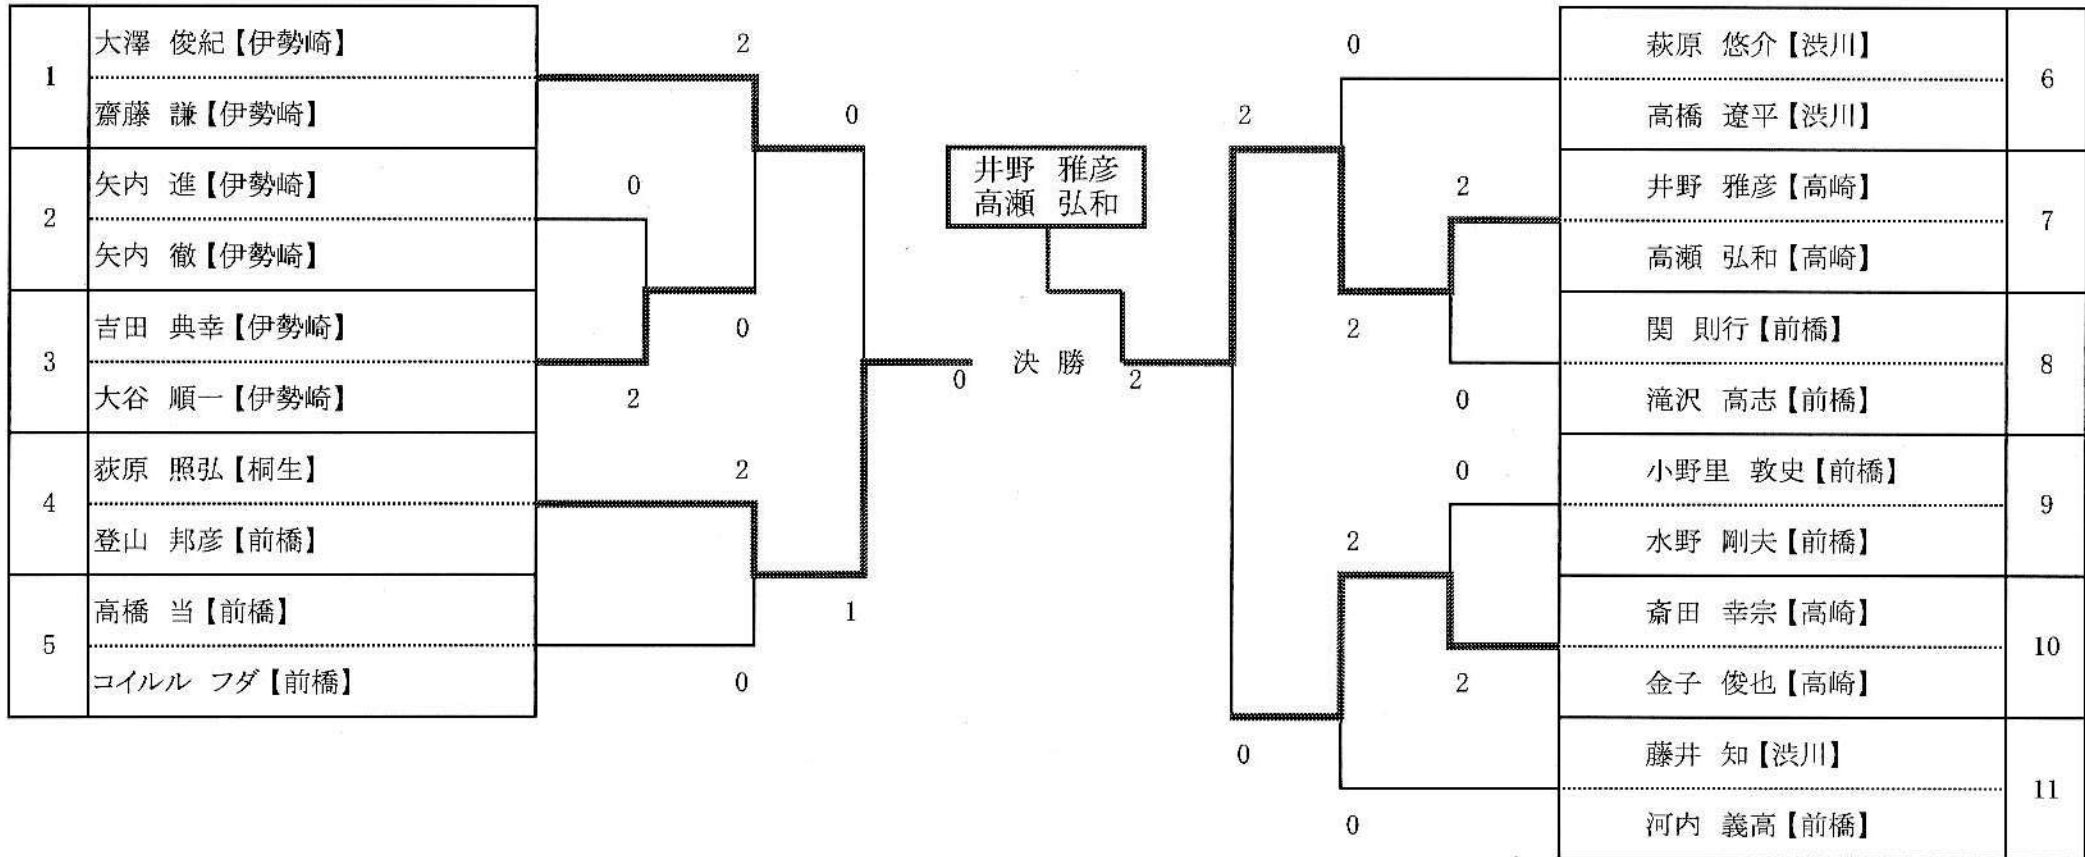 1
大澤 俊紀【伊勢崎】
齋藤 謙【伊勢崎】
2
矢内 進【伊勢崎】
矢内 徹【伊勢崎】
3
吉田 典幸【伊勢崎】
大谷 順一【伊勢崎】
4
荻原 照弘【桐生】
登山 邦彦【前橋】
5
高橋 当【前橋】
コイルル フダ【前橋】
2
0
0
0
2
2
1
0
井野 雅彦
高瀬 弘和
0
決 勝
2
0
2
2
2
0
0
2
2
0
0
萩原 悠介【渋川】
高橋 遼平【渋川】
6
井野 雅彦【高崎】
高瀬 弘和【高崎】
7
関 則行【前橋】
滝沢 高志【前橋】
8
小野里 敦史【前橋】
水野 剛夫【前橋】
9
斎田 幸宗【高崎】
金子 俊也【高崎】
10
藤井 知【渋川】
河内 義高【前橋】
11